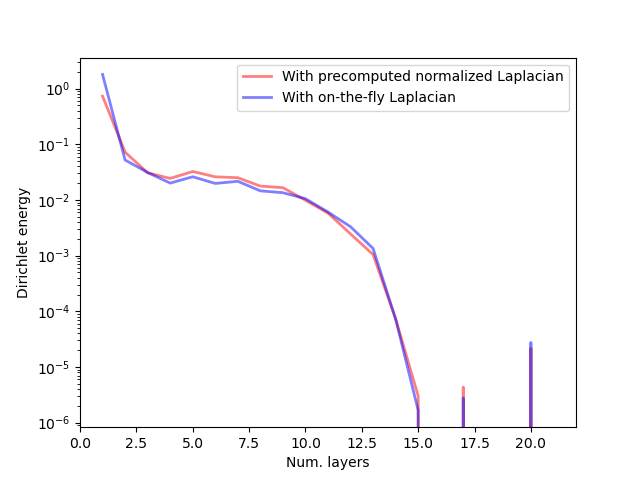 With precomputed normalized Laplacian
With on-the-fly Laplacian
Dirichlet energy
10⁰
10⁻¹
10⁻²
10⁻³
10⁻⁴
10⁻⁵
10⁻⁶
0.0 2.5 5.0 7.5 10.0 12.5 15.0 17.5 20.0
Num. layers